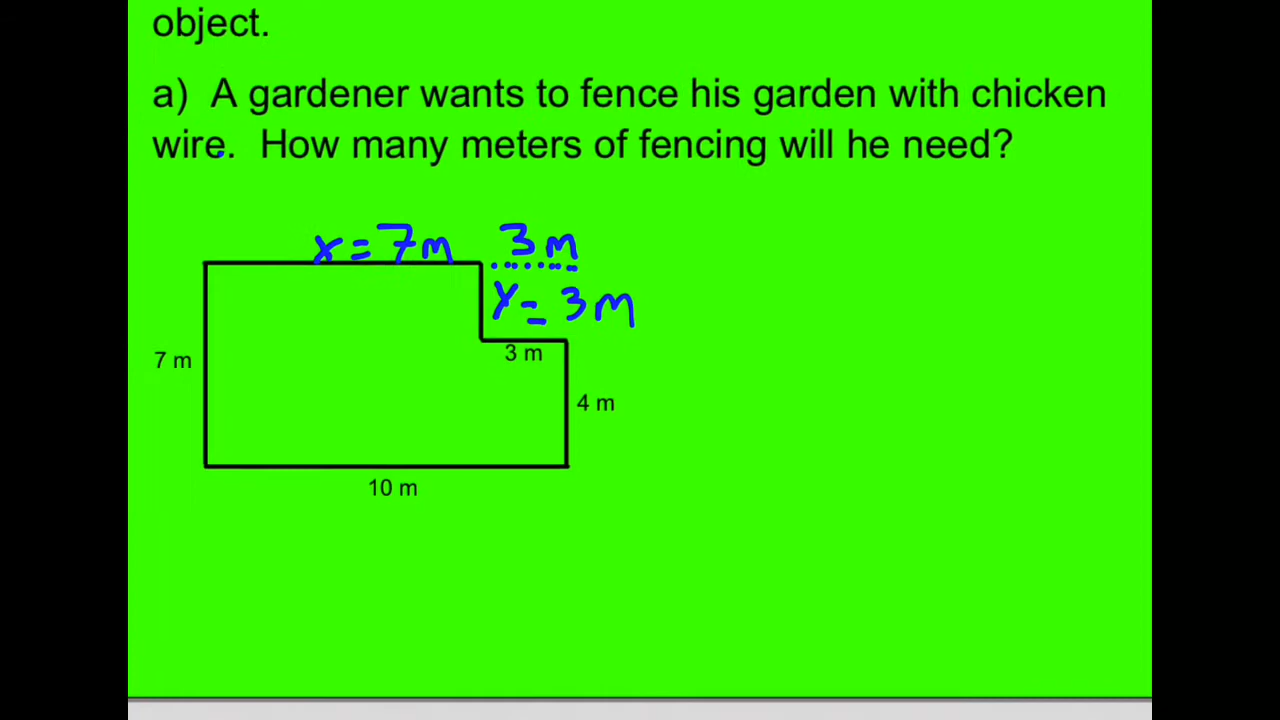 object.
a) A gardener wants to fence his garden with chicken
wire. How many meters of fencing will he need?
x = 7m 3m
y = 3m
3 m
7 m
4 m
10 m